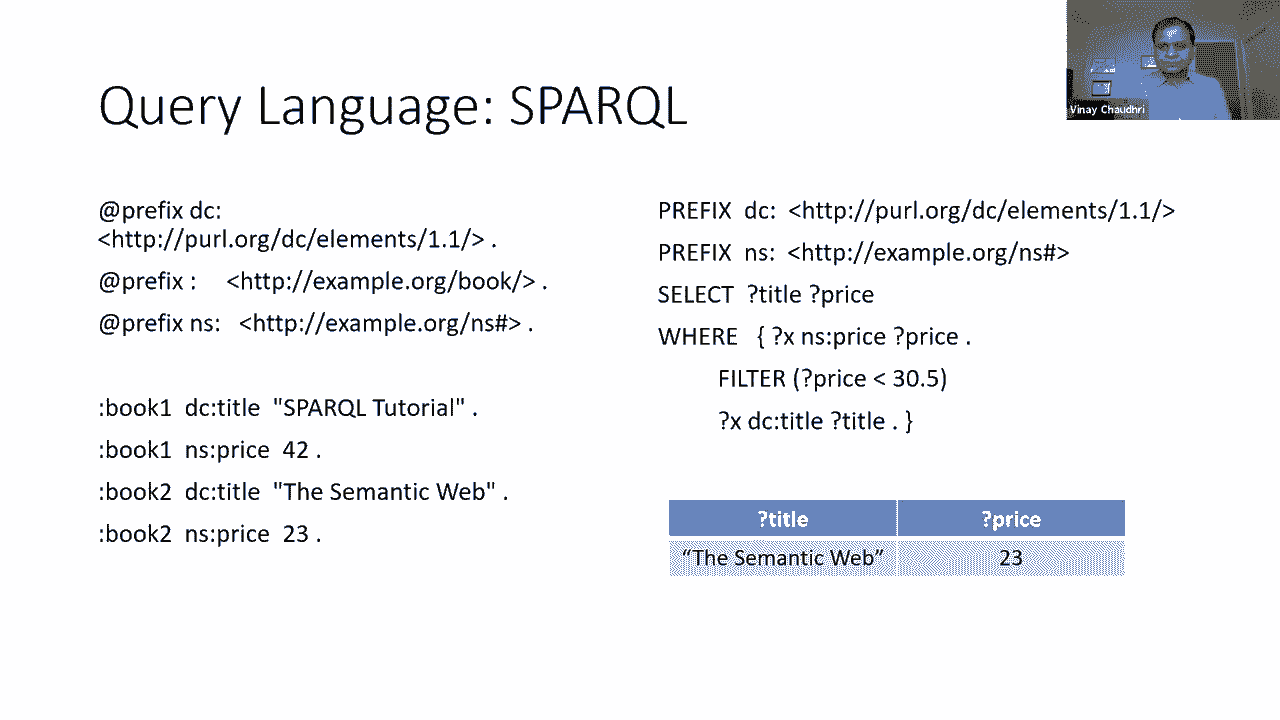 Query Language: SPARQL
Vinay Chaudhri
@prefix dc:
<http://purl.org/dc/elements/1.1/> .
@prefix : <http://example.org/book/> .
@prefix ns: <http://example.org/ns#> .
:book1 dc:title "SPARQL Tutorial" .
:book1 ns:price 42 .
:book2 dc:title "The Semantic Web" .
:book2 ns:price 23 .
PREFIX dc: <http://purl.org/dc/elements/1.1/>
PREFIX ns: <http://example.org/ns#>
SELECT ?title ?price
WHERE { ?x ns:price ?price .
FILTER (?price < 30.5)
?x dc:title ?title . }
?title ?price
“The Semantic Web” 23